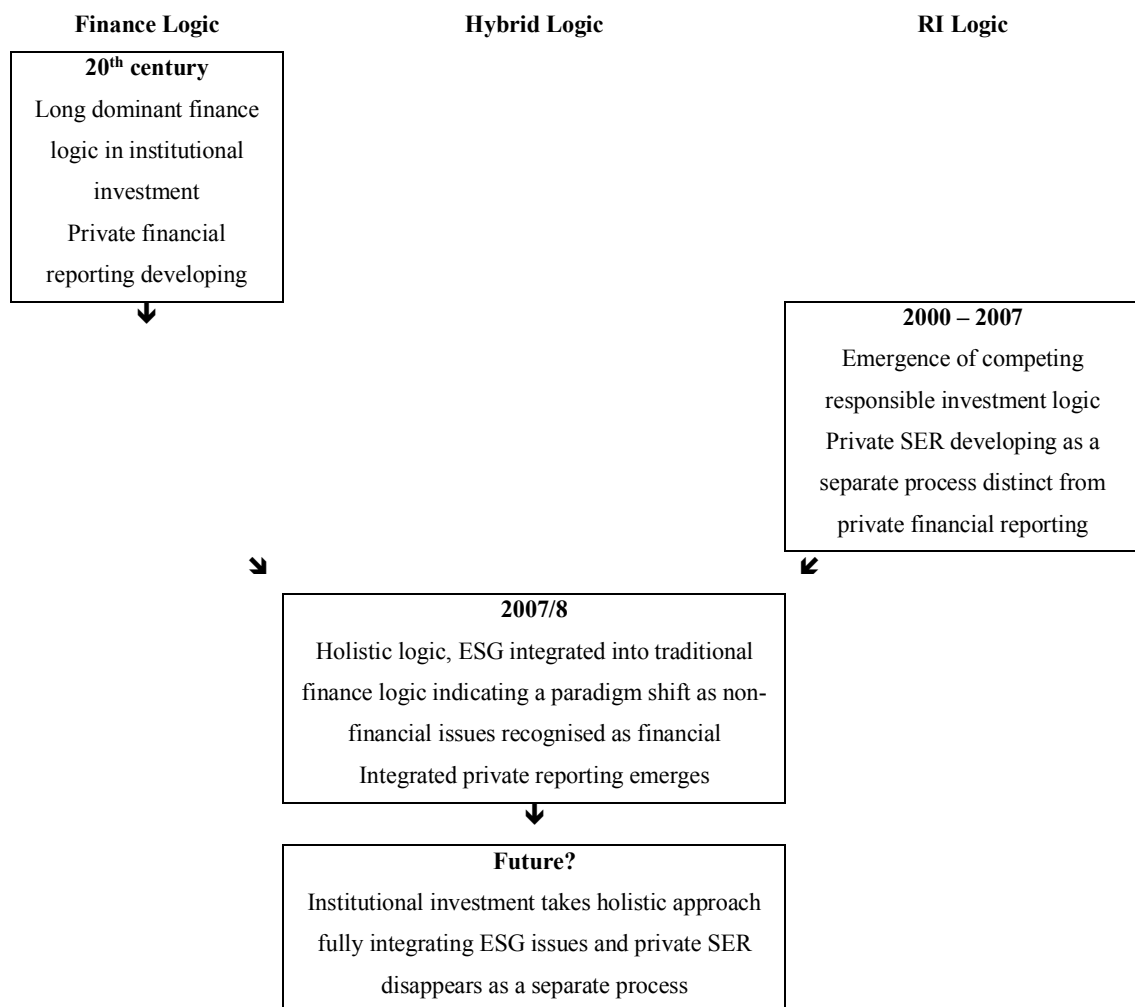 Finance Logic
Hybrid Logic
RI Logic
20th century
Long dominant finance
logic in institutional
investment
Private financial
reporting developing
2000 – 2007
Emergence of competing
responsible investment logic
Private SER developing as a
separate process distinct from
private financial reporting
2007/8
Holistic logic, ESG integrated into traditional
finance logic indicating a paradigm shift as non-
financial issues recognised as financial
Integrated private reporting emerges
Future?
Institutional investment takes holistic approach
fully integrating ESG issues and private SER
disappears as a separate process